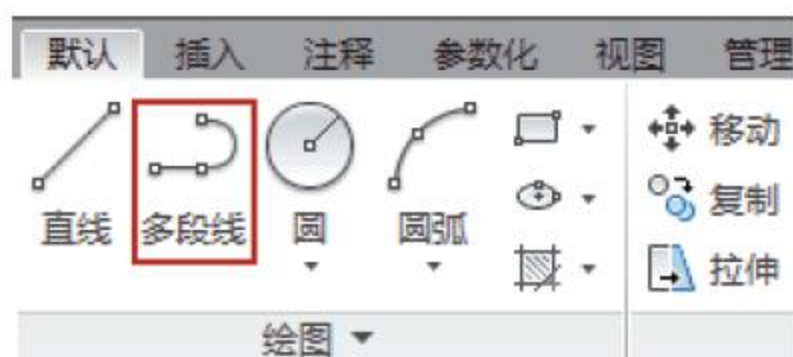 默认 插入 注释 参数化 视图 管理
直线 多段线 圆 圆弧
移动
复制
拉伸
绘图